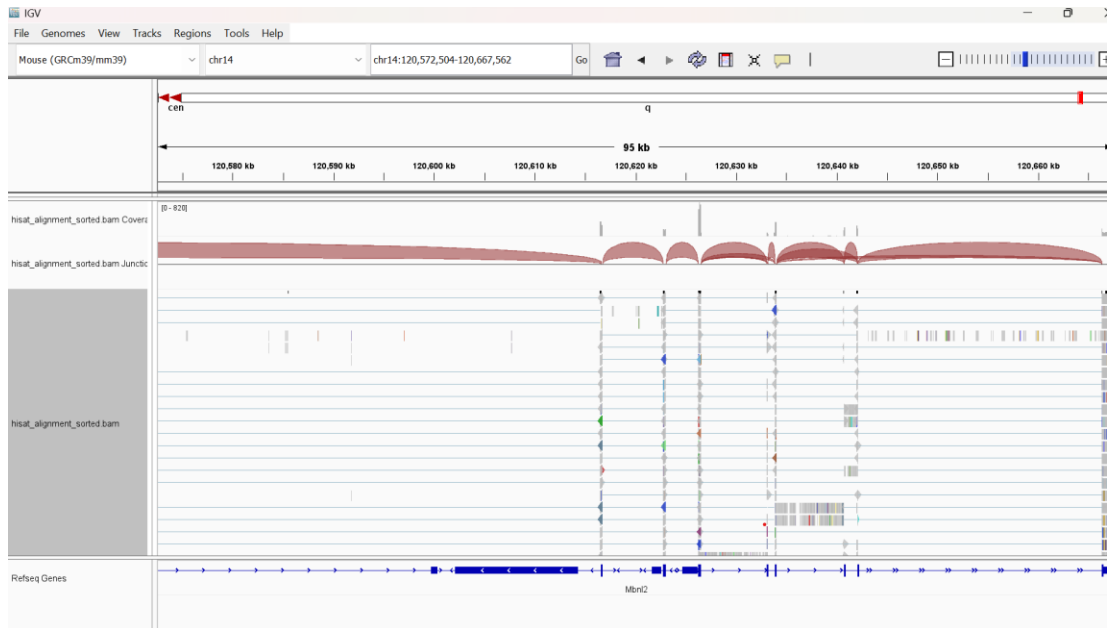 IGV
File Genomes View Tracks Regions Tools Help
Mouse (GRCm39/mm39) chr14 chr14:120,572,504-120,667,562 Go
cen q
95 kb
120,580 kb 120,590 kb 120,600 kb 120,610 kb 120,620 kb 120,630 kb 120,640 kb 120,650 kb 120,660 kb
[0 - 820]
hisat_alignment_sorted.bam Covera
hisat_alignment_sorted.bam Junctic
hisat_alignment_sorted.bam
Refseq Genes
Mbnl2